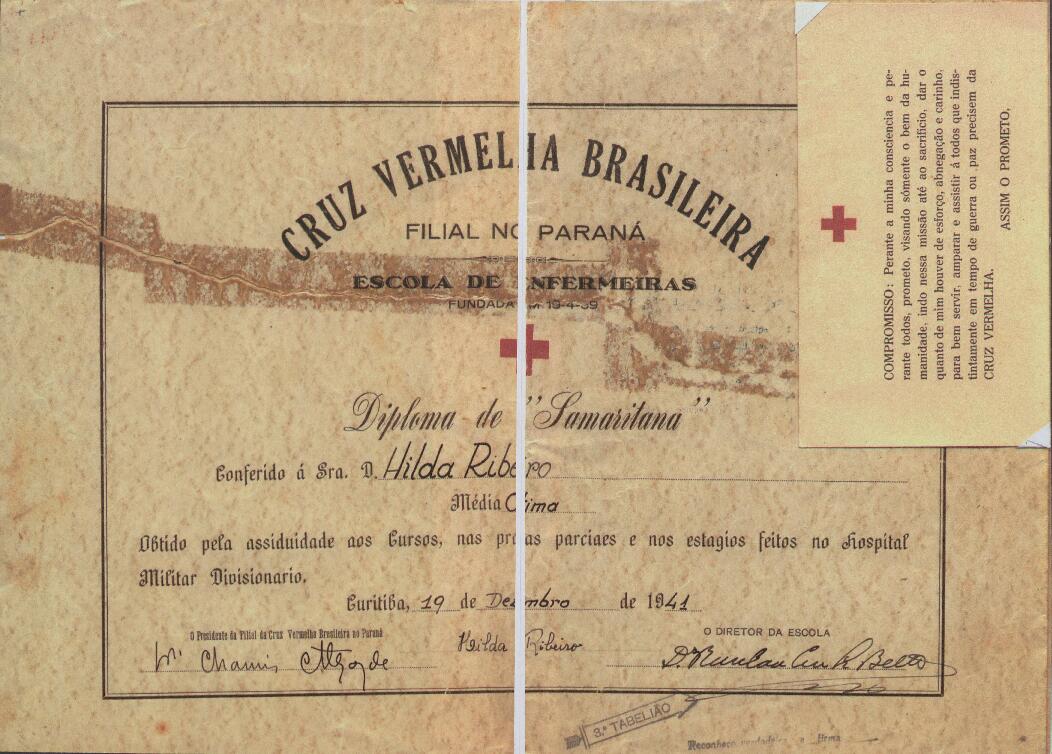 CRUZ VERMELHA BRASILEIRA
FILIAL NO PARANÁ
ESCOLA DE ENFERMEIRAS
FUNDADA EM 19-4-39
Diploma de "Samaritana"
Conferido á Sra. D. Hilda Ribeiro
Média Ótima
Obtido pela assiduidade aos Cursos, nas provas parciaes e nos estagios feitos no Hospital
Militar Divisionario.
Curitiba, 19 de Dezembro de 1941
O Presidente da Filial da Cruz Vermelha Brasileira no Paraná
Hilda Ribeiro
O DIRETOR DA ESCOLA
3.º TABELIÃO
Reconheço verdadeira a firma
COMPROMISSO: Perante a minha consciencia e pe-
rante todos, prometo, visando sómente o bem da hu-
manidade, indo nessa missão até ao sacrificio, dar o
quanto de mim houver de esforço, abnegação e carinho,
para bem servir, amparar e assistir á todos que indis-
tintamente em tempo de guerra ou paz precisem da
CRUZ VERMELHA.
ASSIM O PROMETO,